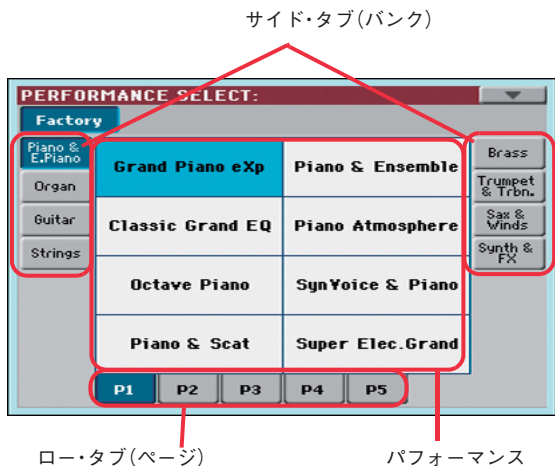 サイド・タブ(バンク)
PERFORMANCE SELECT:
Factory
Piano &
E.Piano
Organ
Guitar
Strings
Grand Piano eXp
Piano & Ensemble
Classic Grand EQ
Piano Atmosphere
Octave Piano
SynVoice & Piano
Piano & Scat
Super Elec.Grand
Brass
Trumpet
& Trbn.
Sax &
Winds
Synth &
FX
P1
P2
P3
P4
P5
ロー・タブ(ページ)
パフォーマンス